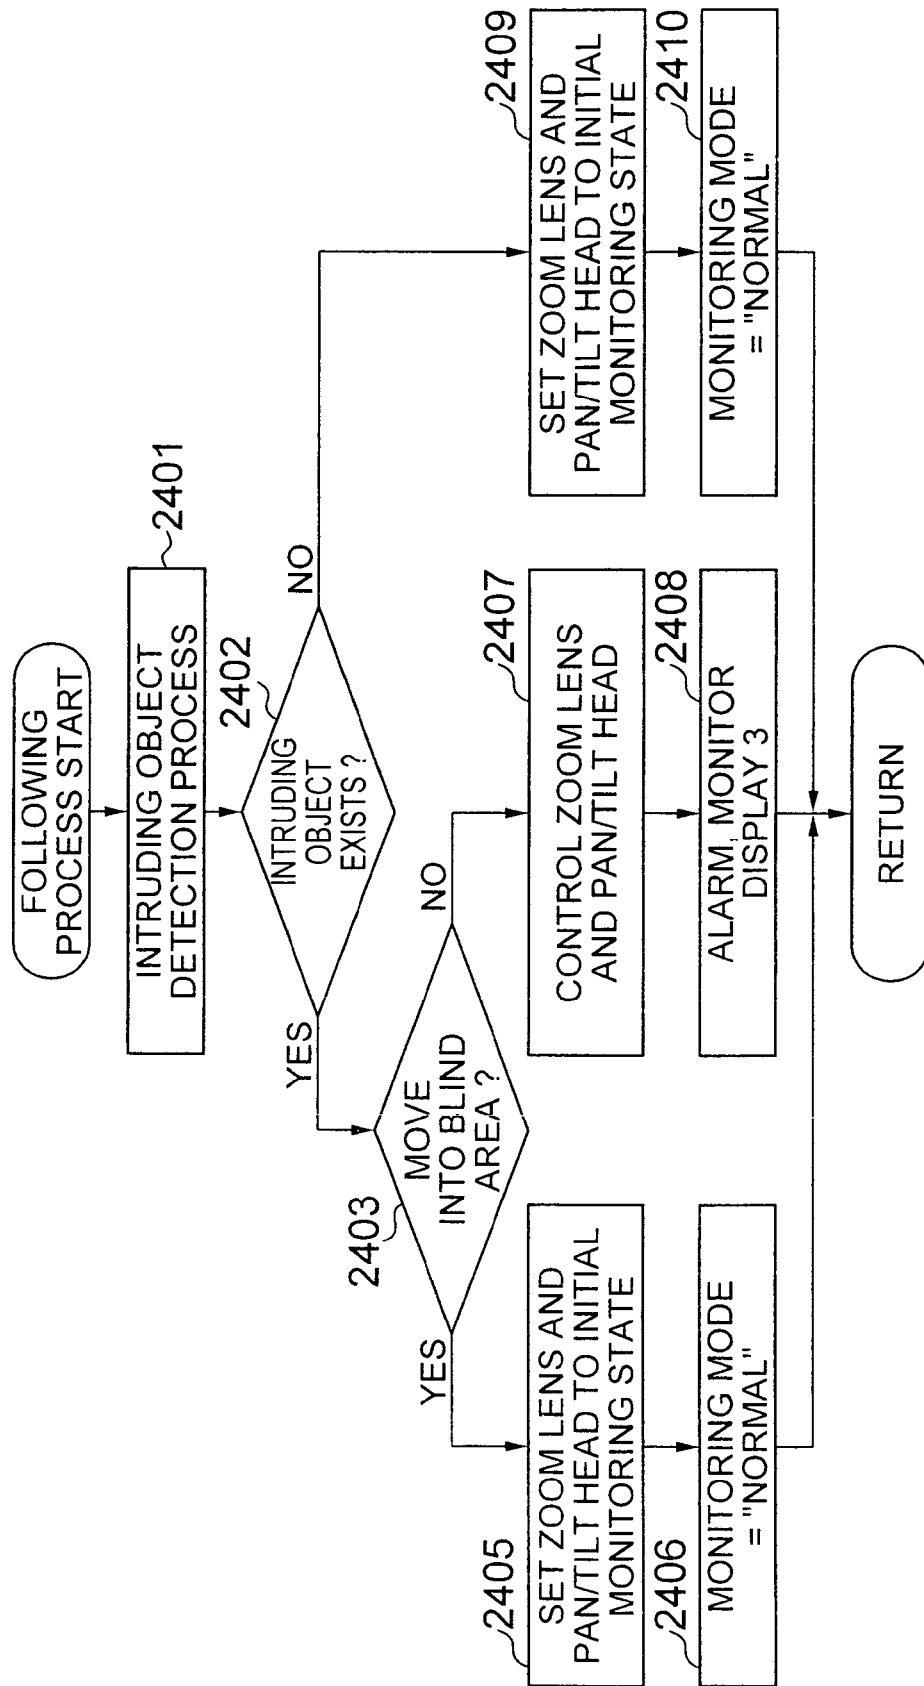 FOLLOWING
PROCESS START
2401
INTRUDING OBJECT
DETECTION PROCESS
2402
INTRUDING
OBJECT
EXISTS ?
YES
NO
2403
MOVE
INTO BLIND
AREA ?
YES
NO
2405
SET ZOOM LENS AND
PAN/TILT HEAD TO INITIAL
MONITORING STATE
2407
CONTROL ZOOM LENS
AND PAN/TILT HEAD
2409
SET ZOOM LENS AND
PAN/TILT HEAD TO INITIAL
MONITORING STATE
2406
MONITORING MODE
= "NORMAL"
2408
ALARM, MONITOR
DISPLAY 3
2410
MONITORING MODE
= "NORMAL"
RETURN